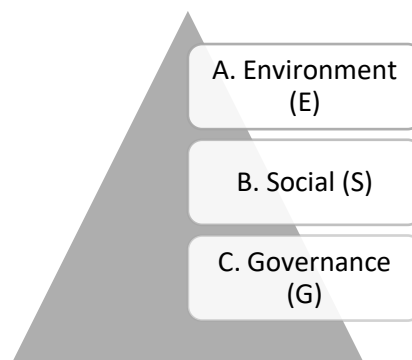 A. Environment
(E)
B. Social (S)
C. Governance
(G)